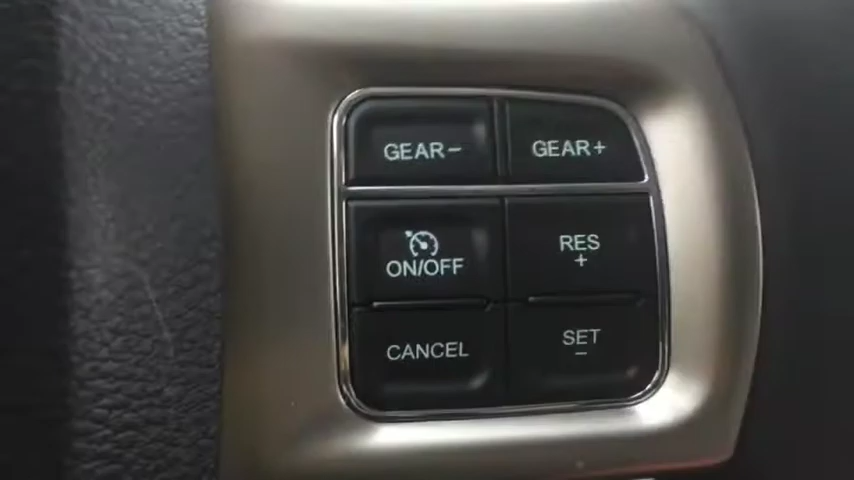 GEAR– GEAR+
ON/OFF
RES
+
CANCEL
SET
–